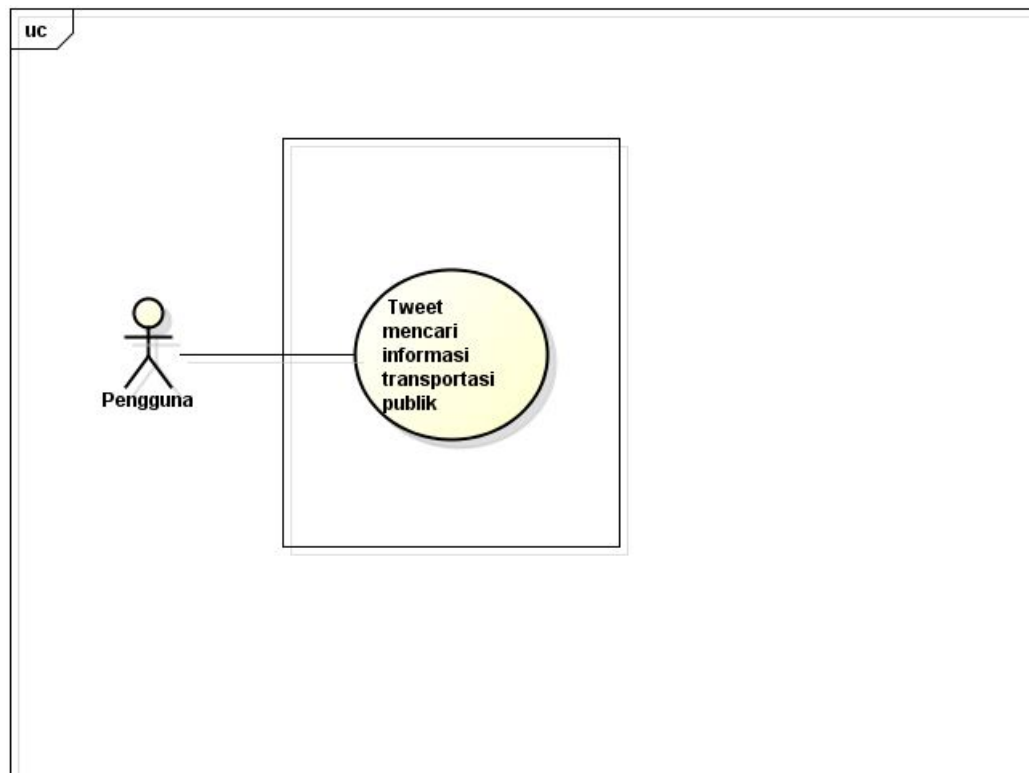 uc
Tweet
mencari
informasi
transportasi
publik
Pengguna